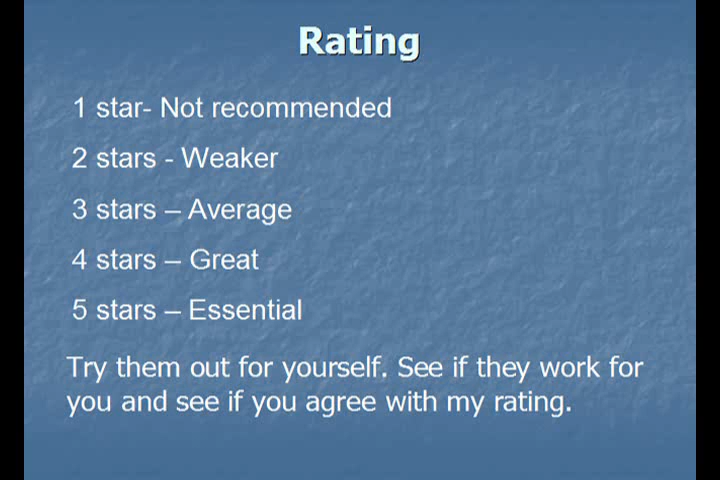 Rating
1 star- Not recommended
2 stars - Weaker
3 stars – Average
4 stars – Great
5 stars – Essential
Try them out for yourself. See if they work for
you and see if you agree with my rating.